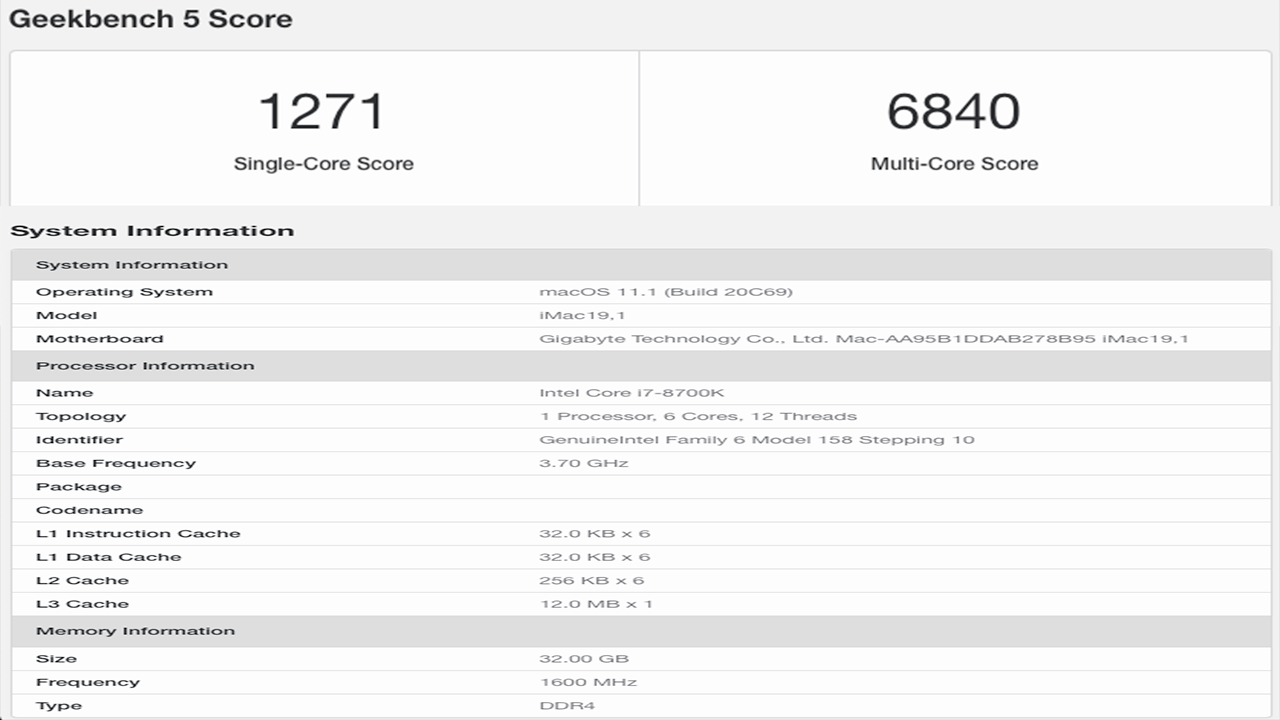 Geekbench 5 Score
1271
Single-Core Score
6840
Multi-Core Score
System Information
System Information
Operating System macOS 11.1 (Build 20C69)
Model iMac19,1
Motherboard Gigabyte Technology Co., Ltd. Mac-AA95B1DDAB278B95 iMac19,1
Processor Information
Name Intel Core i7-8700K
Topology 1 Processor, 6 Cores, 12 Threads
Identifier GenuineIntel Family 6 Model 158 Stepping 10
Base Frequency 3.70 GHz
Package
Codename
L1 Instruction Cache 32.0 KB x 6
L1 Data Cache 32.0 KB x 6
L2 Cache 256 KB x 6
L3 Cache 12.0 MB x 1
Memory Information
Size 32.00 GB
Frequency 1600 MHz
Type DDR4